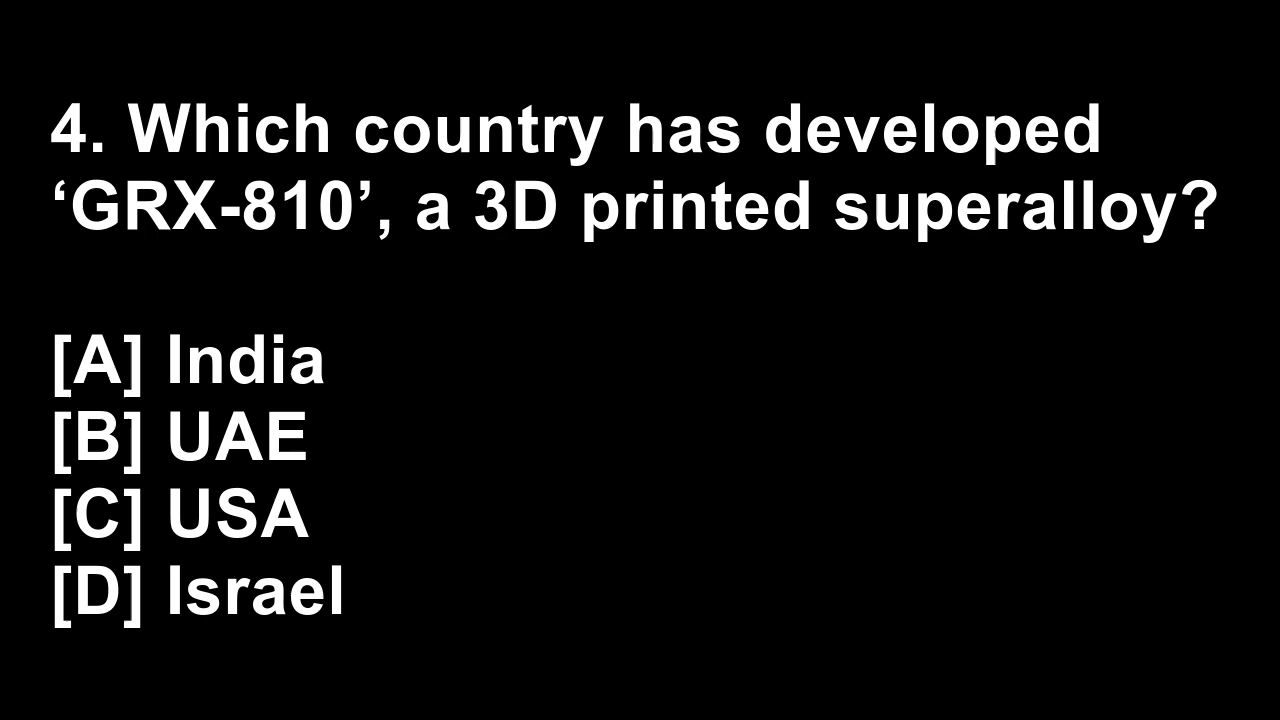 4. Which country has developed
‘GRX-810’, a 3D printed superalloy?
[A] India
[B] UAE
[C] USA
[D] Israel